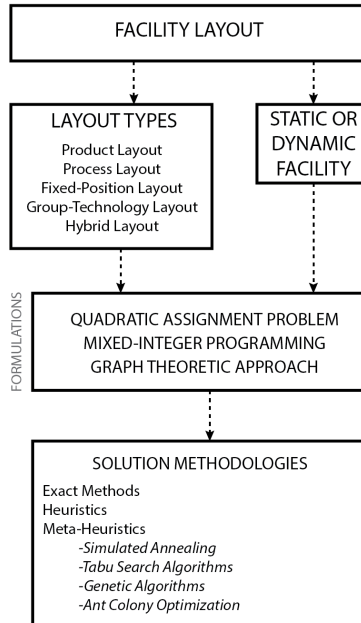 FACILITY LAYOUT
LAYOUT TYPES
Product Layout
Process Layout
Fixed-Position Layout
Group-Technology Layout
Hybrid Layout
STATIC OR
DYNAMIC
FACILITY
FORMULATIONS
QUADRATIC ASSIGNMENT PROBLEM
MIXED-INTEGER PROGRAMMING
GRAPH THEORETIC APPROACH
SOLUTION METHODOLOGIES
Exact Methods
Heuristics
Meta-Heuristics
-Simulated Annealing
-Tabu Search Algorithms
-Genetic Algorithms
-Ant Colony Optimization